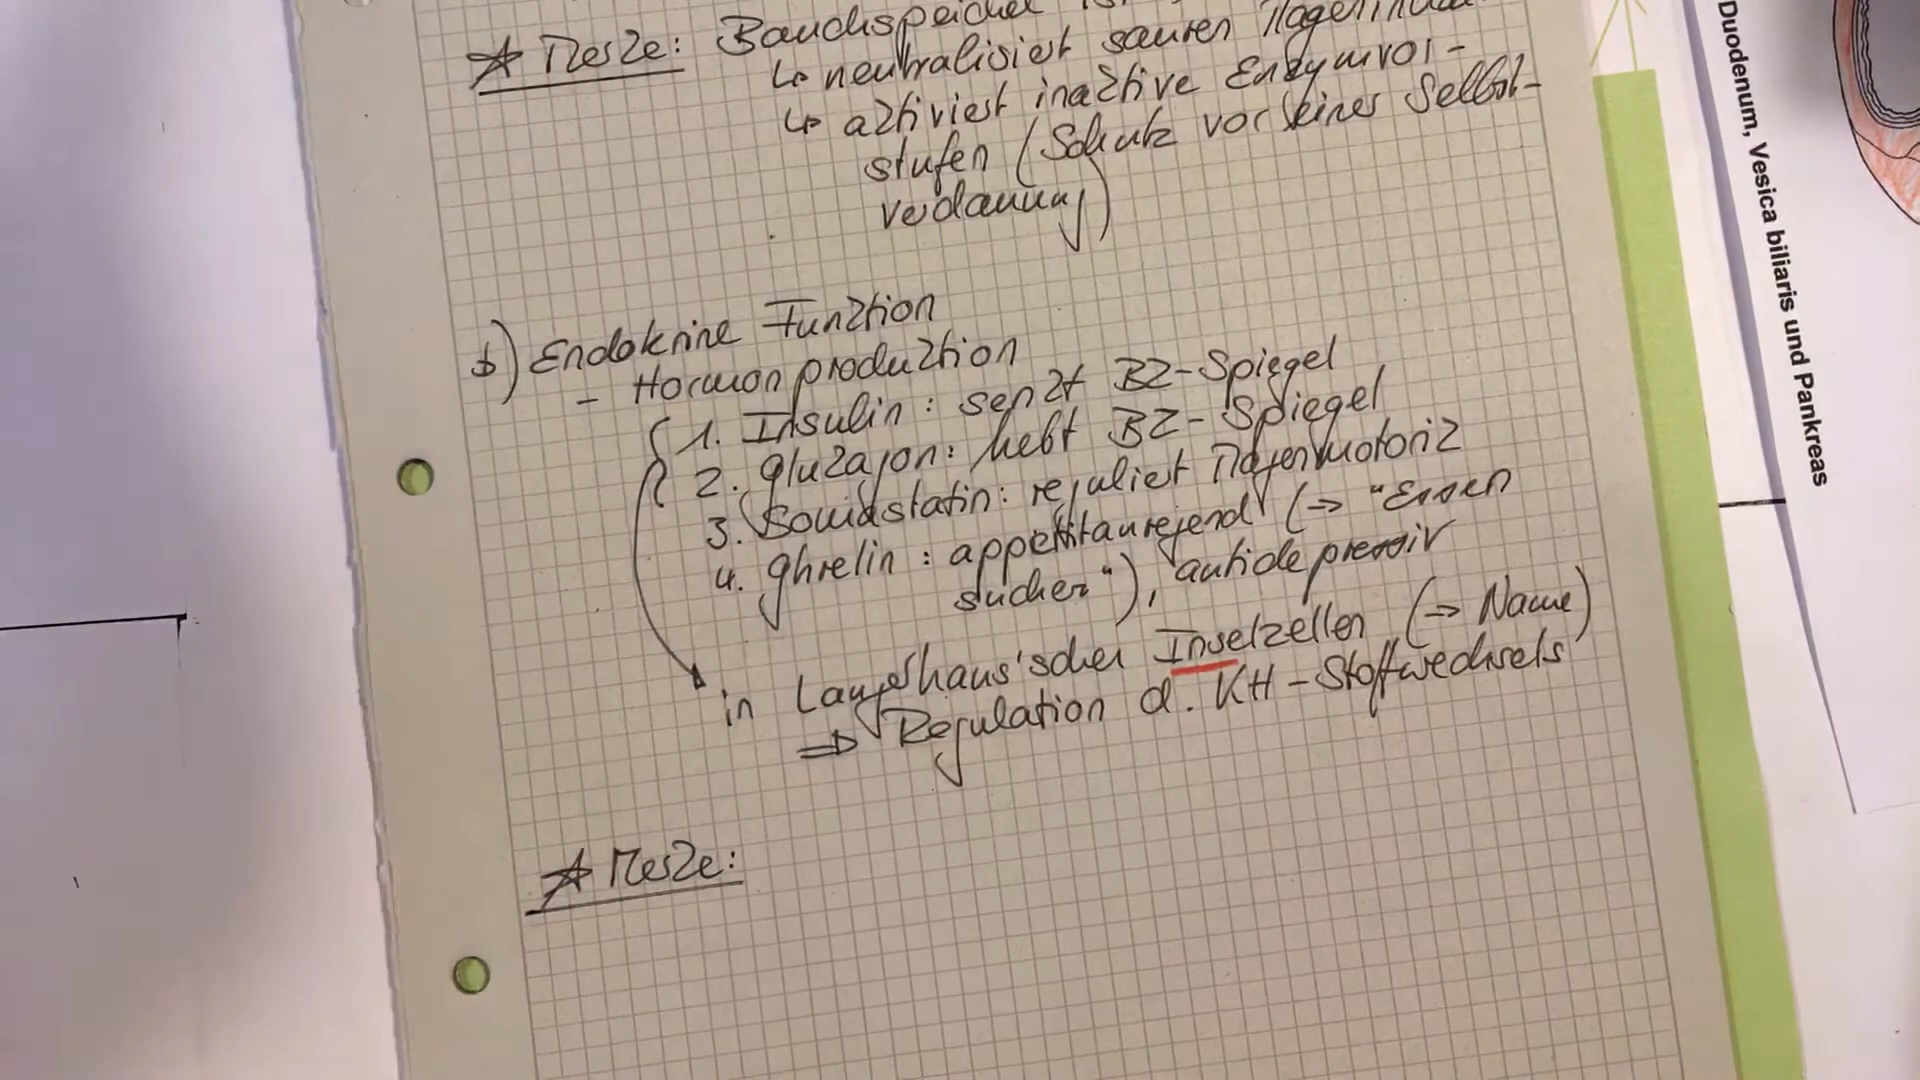 ★ Merke: Bauchspeichel
↳ neutralisiert sauren Mageninhalt
↳ aktiviert inaktive Enzymvor-
stufen (Schutz vor einer Selbst-
verdauung)
b) Endokrine Funktion
- Hormonproduktion
1. Insulin: senkt BZ-Spiegel
2. Glukagon: hebt BZ-Spiegel
3. Somatostatin: reguliert Magenmotorik
4. Ghrelin: appetitanregend (→ "Essen
suchen"), antidepressiv
in Langerhans'schen Inselzellen (→ Name)
⇒ Regulation d. KH-Stoffwechsels
★ Merke:
Duodenum, Vesica biliaris und Pankreas